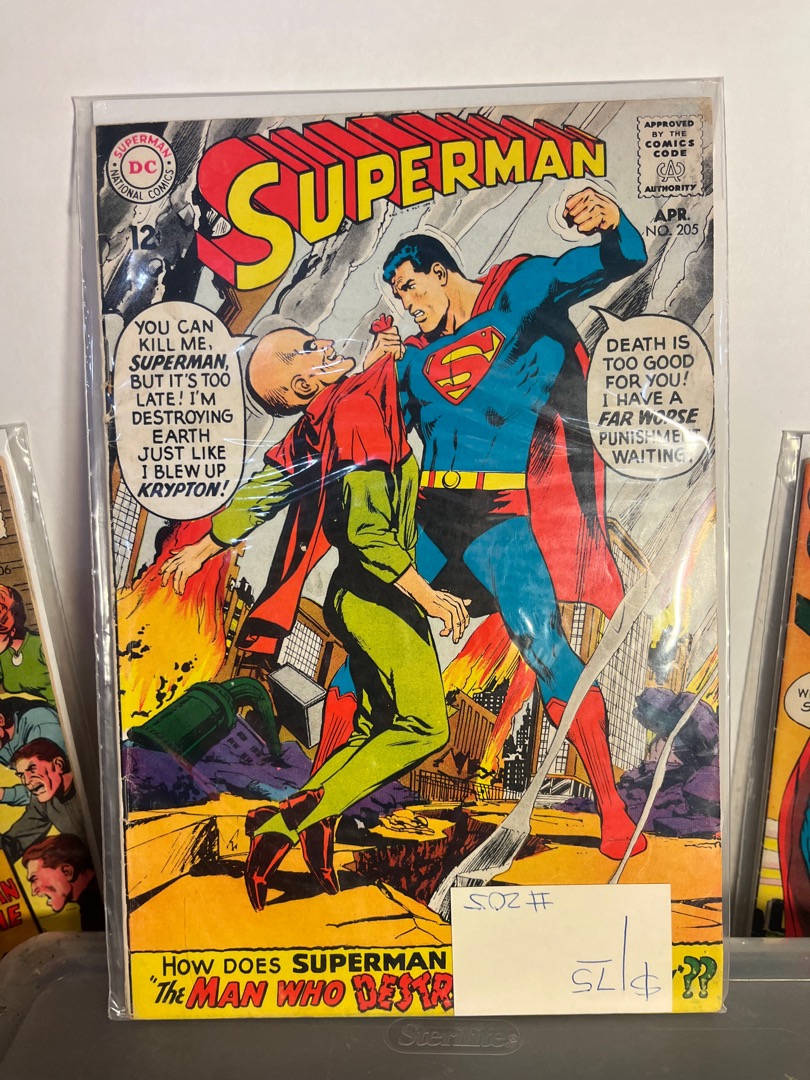 SUPERMAN
DC
NATIONAL COMICS
SUPERMAN
APPROVED
BY THE
COMICS
CODE
CA
AUTHORITY
12
APR.
NO. 205
YOU CAN
KILL ME,
SUPERMAN,
BUT IT'S TOO
LATE! I'M
DESTROYING
EARTH
JUST LIKE
I BLEW UP
KRYPTON!
DEATH IS
TOO GOOD
FOR YOU!
I HAVE A
FAR WORSE
PUNISHMENT
WAITING.
S
# 205
$
HOW DOES SUPERMAN
"The MAN WHO DESTR ??
Sterilite